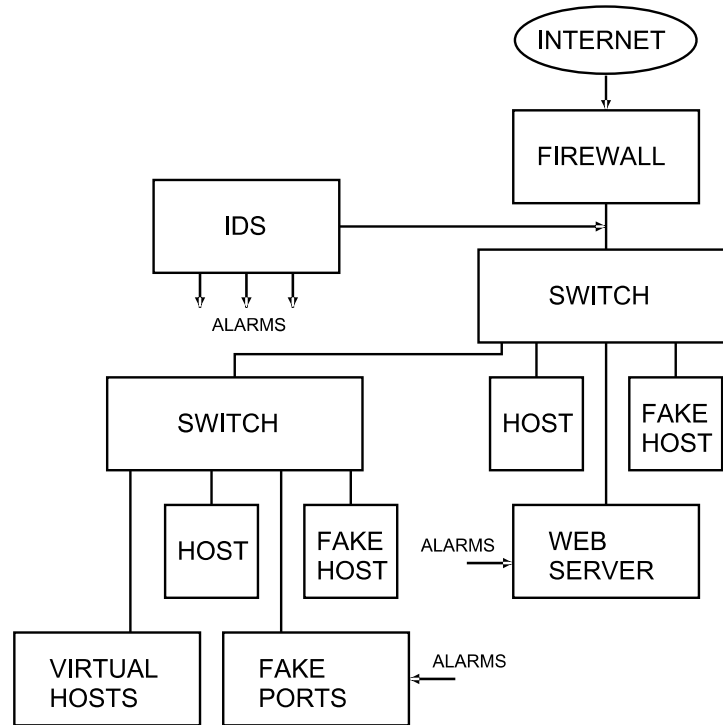 INTERNET
FIREWALL
IDS
SWITCH
ALARMS
SWITCH
HOST
FAKE
HOST
HOST
FAKE
HOST
ALARMS
WEB
SERVER
VIRTUAL
HOSTS
FAKE
PORTS
ALARMS